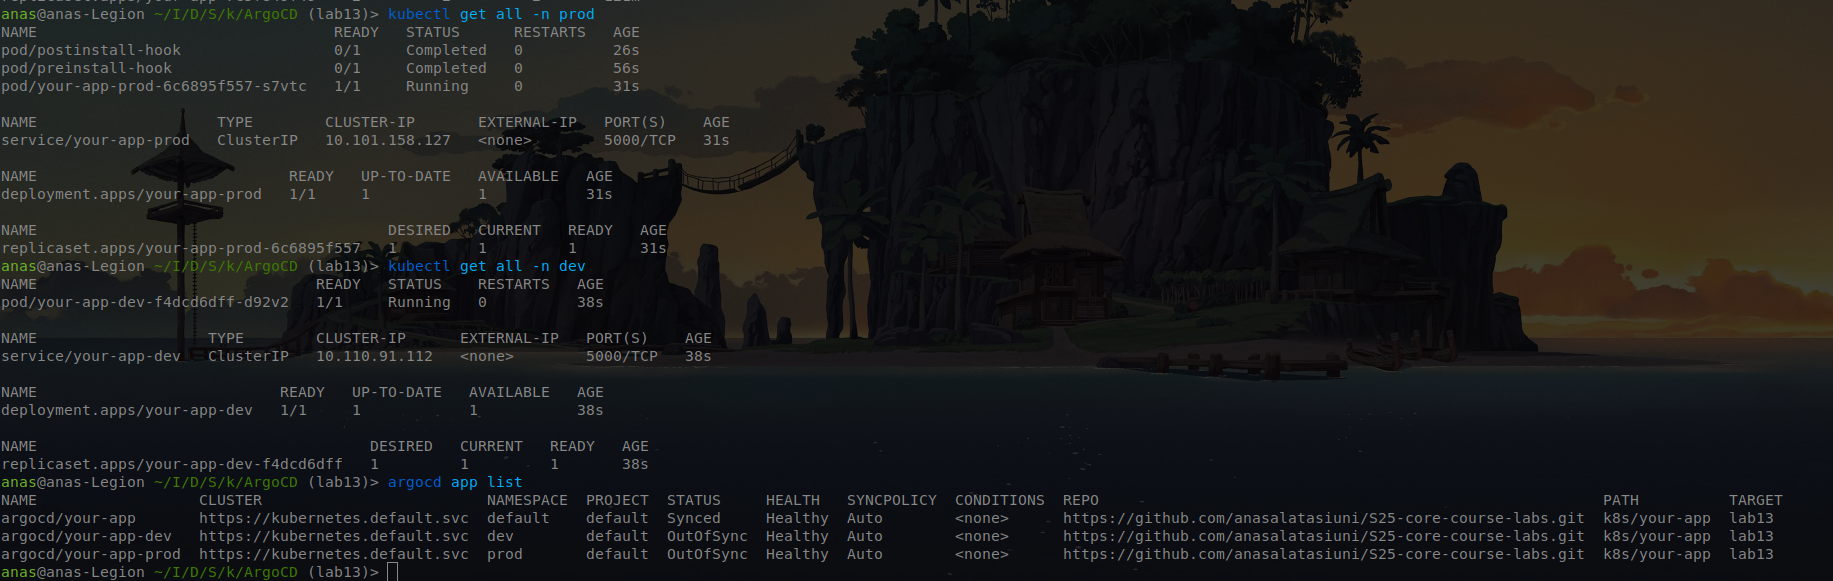 anas@anas-Legion ~/I/D/S/k/ArgoCD (lab13)> kubectl get all -n prod
NAME READY STATUS RESTARTS AGE
pod/postinstall-hook 0/1 Completed 0 26s
pod/preinstall-hook 0/1 Completed 0 56s
pod/your-app-prod-6c6895f557-s7vtc 1/1 Running 0 31s
NAME TYPE CLUSTER-IP EXTERNAL-IP PORT(S) AGE
service/your-app-prod ClusterIP 10.101.158.127 <none> 5000/TCP 31s
NAME READY UP-TO-DATE AVAILABLE AGE
deployment.apps/your-app-prod 1/1 1 1 31s
NAME DESIRED CURRENT READY AGE
replicaset.apps/your-app-prod-6c6895f557 1 1 1 31s
anas@anas-Legion ~/I/D/S/k/ArgoCD (lab13)> kubectl get all -n dev
NAME READY STATUS RESTARTS AGE
pod/your-app-dev-f4dcd6dff-d92v2 1/1 Running 0 38s
NAME TYPE CLUSTER-IP EXTERNAL-IP PORT(S) AGE
service/your-app-dev ClusterIP 10.110.91.112 <none> 5000/TCP 38s
NAME READY UP-TO-DATE AVAILABLE AGE
deployment.apps/your-app-dev 1/1 1 1 38s
NAME DESIRED CURRENT READY AGE
replicaset.apps/your-app-dev-f4dcd6dff 1 1 1 38s
anas@anas-Legion ~/I/D/S/k/ArgoCD (lab13)> argocd app list
NAME CLUSTER NAMESPACE PROJECT STATUS HEALTH SYNCPOLICY CONDITIONS REPO PATH TARGET
argocd/your-app https://kubernetes.default.svc default default Synced Healthy Auto <none> https://github.com/anasalatasiuni/S25-core-course-labs.git k8s/your-app lab13
argocd/your-app-dev https://kubernetes.default.svc dev default OutOfSync Healthy Auto <none> https://github.com/anasalatasiuni/S25-core-course-labs.git k8s/your-app lab13
argocd/your-app-prod https://kubernetes.default.svc prod default OutOfSync Healthy Auto <none> https://github.com/anasalatasiuni/S25-core-course-labs.git k8s/your-app lab13
anas@anas-Legion ~/I/D/S/k/ArgoCD (lab13)>